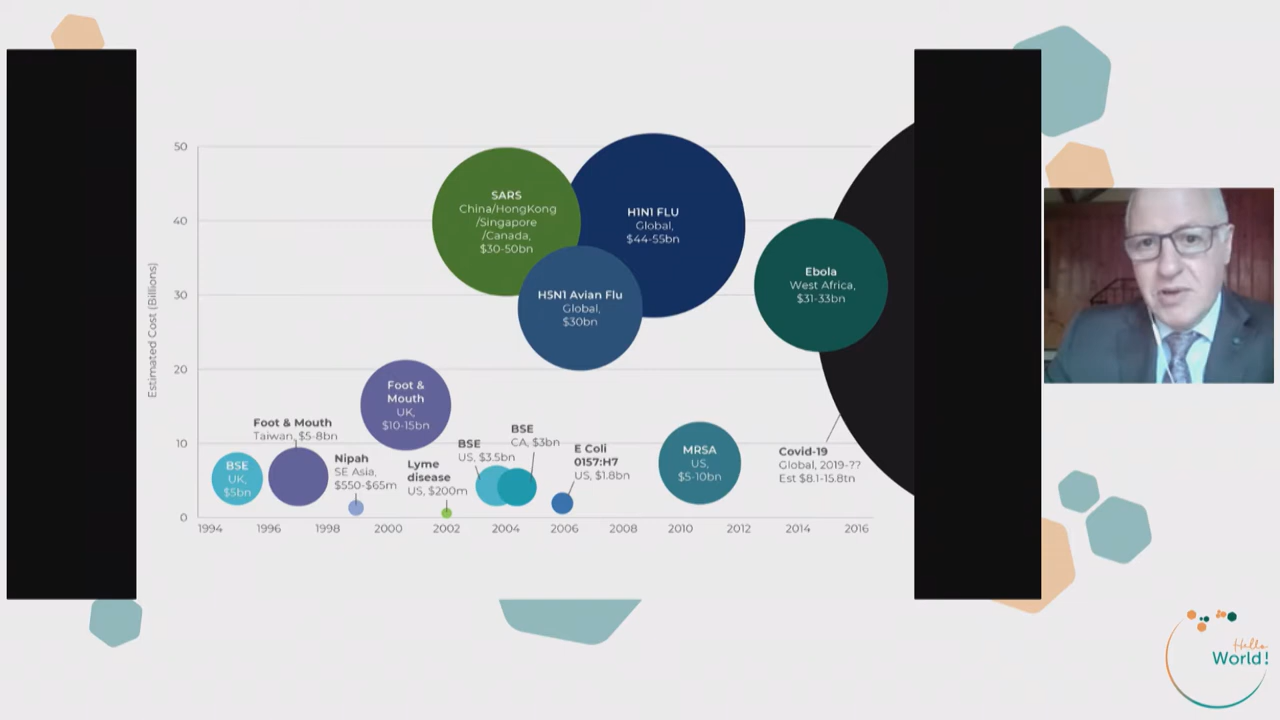 50
40
30
20
10
0
Estimated Cost (Billions)
1994
1996
1998
2000
2002
2004
2006
2008
2010
2012
2014
2016
SARS
China/HongKong
/Singapore
/Canada,
$30-50bn
H1N1 FLU
Global,
$44-55bn
H5N1 Avian Flu
Global,
$30bn
Ebola
West Africa,
$31-33bn
Foot &
Mouth
UK,
$10-15bn
Foot & Mouth
Taiwan, $5-8bn
BSE
UK,
$5bn
Nipah
SE Asia,
$550-$65m
Lyme
disease
US, $200m
BSE
US, $3.5bn
BSE
CA, $3bn
E Coli
0157:H7
US, $1.8bn
MRSA
US,
$5-10bn
Covid-19
Global, 2019-??
Est $8.1-15.8tn
Hello
World!